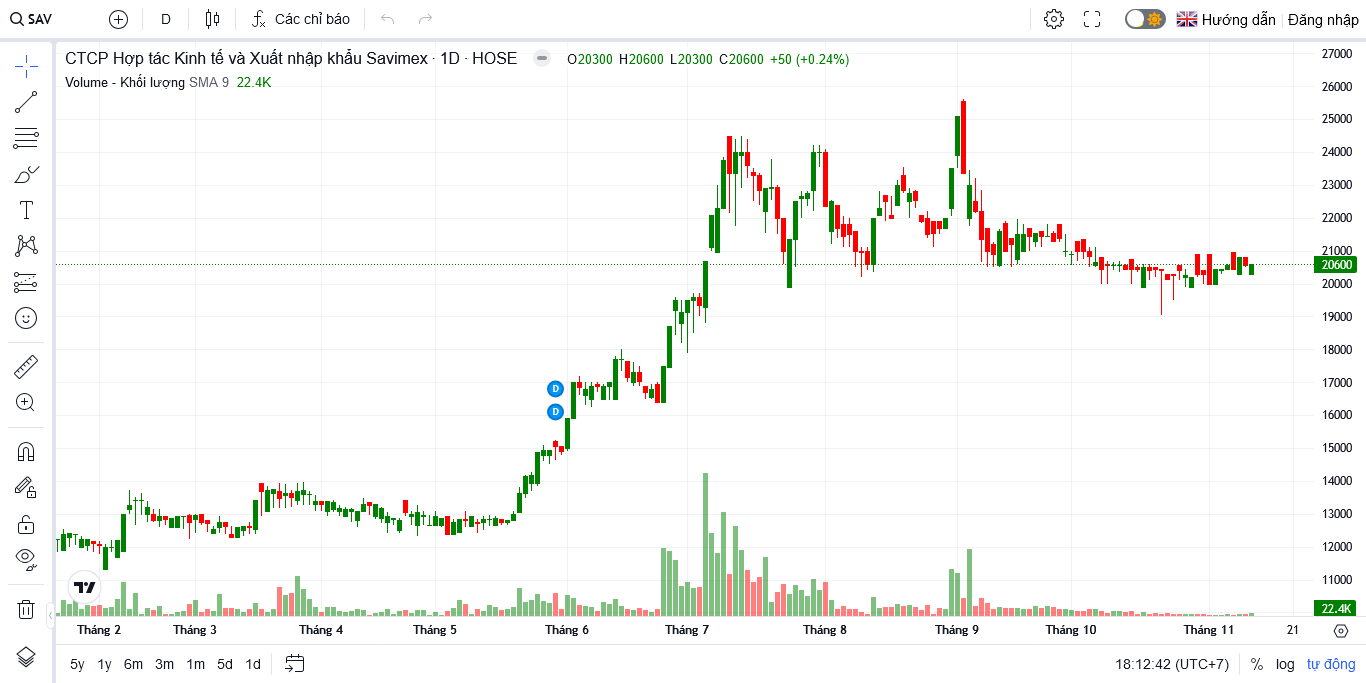 SAV
D
Các chỉ báo
Hướng dẫn
Đăng nhập
CTCP Hợp tác Kinh tế và Xuất nhập khẩu Savimex · 1D · HOSE
O20300 H20600 L20300 C20600 +50 (+0.24%)
Volume - Khối lượng SMA 9 22.4K
27000
26000
25000
24000
23000
22000
21000
20600
20000
19000
18000
17000
16000
15000
14000
13000
12000
11000
22.4K
D
D
Tháng 2
Tháng 3
Tháng 4
Tháng 5
Tháng 6
Tháng 7
Tháng 8
Tháng 9
Tháng 10
Tháng 11
21
5y 1y 6m 3m 1m 5d 1d
18:12:42 (UTC+7)
% log tự động